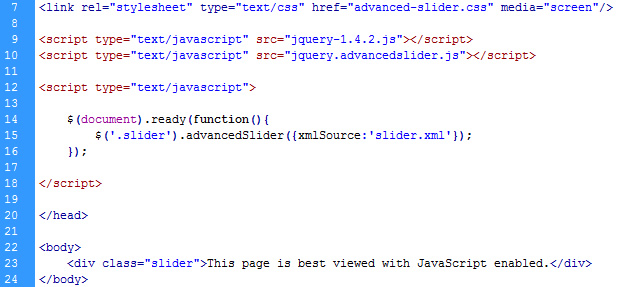 7 <link rel="stylesheet" type="text/css" href="advanced-slider.css" media="screen"/>
8
9 <script type="text/javascript" src="jquery-1.4.2.js"></script>
10 <script type="text/javascript" src="jquery.advancedslider.js"></script>
11
12 <script type="text/javascript">
13
14     $(document).ready(function(){
15         $('.slider').advancedSlider({xmlSource:'slider.xml'});
16     });
17
18 </script>
19
20 </head>
21
22 <body>
23     <div class="slider">This page is best viewed with JavaScript enabled.</div>
24 </body>